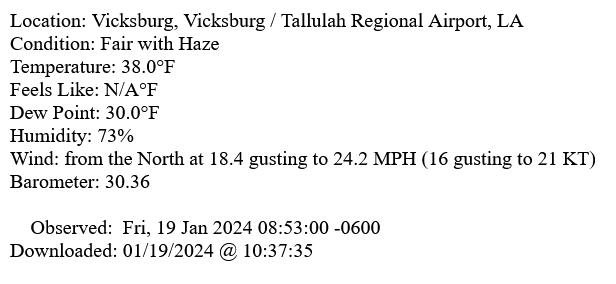 Location: Vicksburg, Vicksburg / Tallulah Regional Airport, LA
Condition: Fair with Haze
Temperature: 38.0°F
Feels Like: N/A°F
Dew Point: 30.0°F
Humidity: 73%
Wind: from the North at 18.4 gusting to 24.2 MPH (16 gusting to 21 KT)
Barometer: 30.36
Observed: Fri, 19 Jan 2024 08:53:00 -0600
Downloaded: 01/19/2024 @ 10:37:35